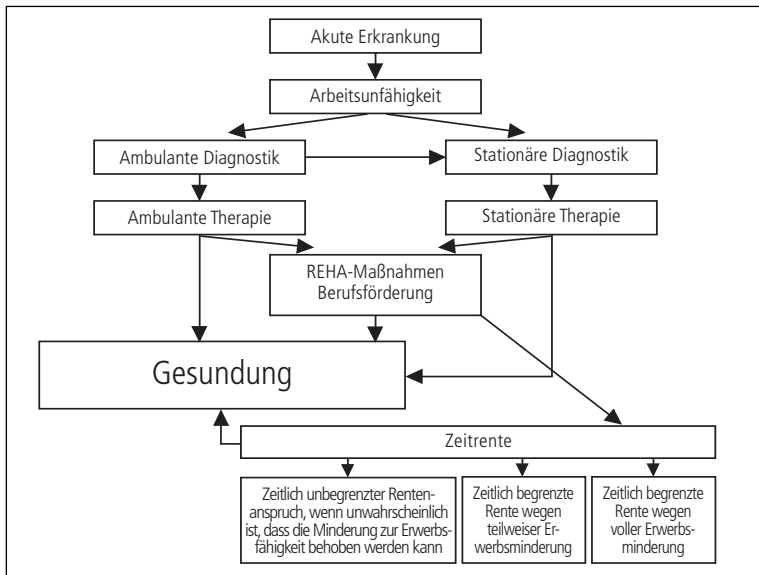 Akute Erkrankung
Arbeitsunfähigkeit
Ambulante Diagnostik
Stationäre Diagnostik
Ambulante Therapie
Stationäre Therapie
REHA-Maßnahmen
Berufsförderung
Gesundung
Zeitrente
Zeitlich unbegrenzter Renten-
anspruch, wenn unwahrscheinlich
ist, dass die Minderung zur Erwerbs-
fähigkeit behoben werden kann
Zeitlich begrenzte
Rente wegen
teilweiser Er-
werbsminderung
Zeitlich begrenzte
Rente wegen
voller Erwerbs-
minderung